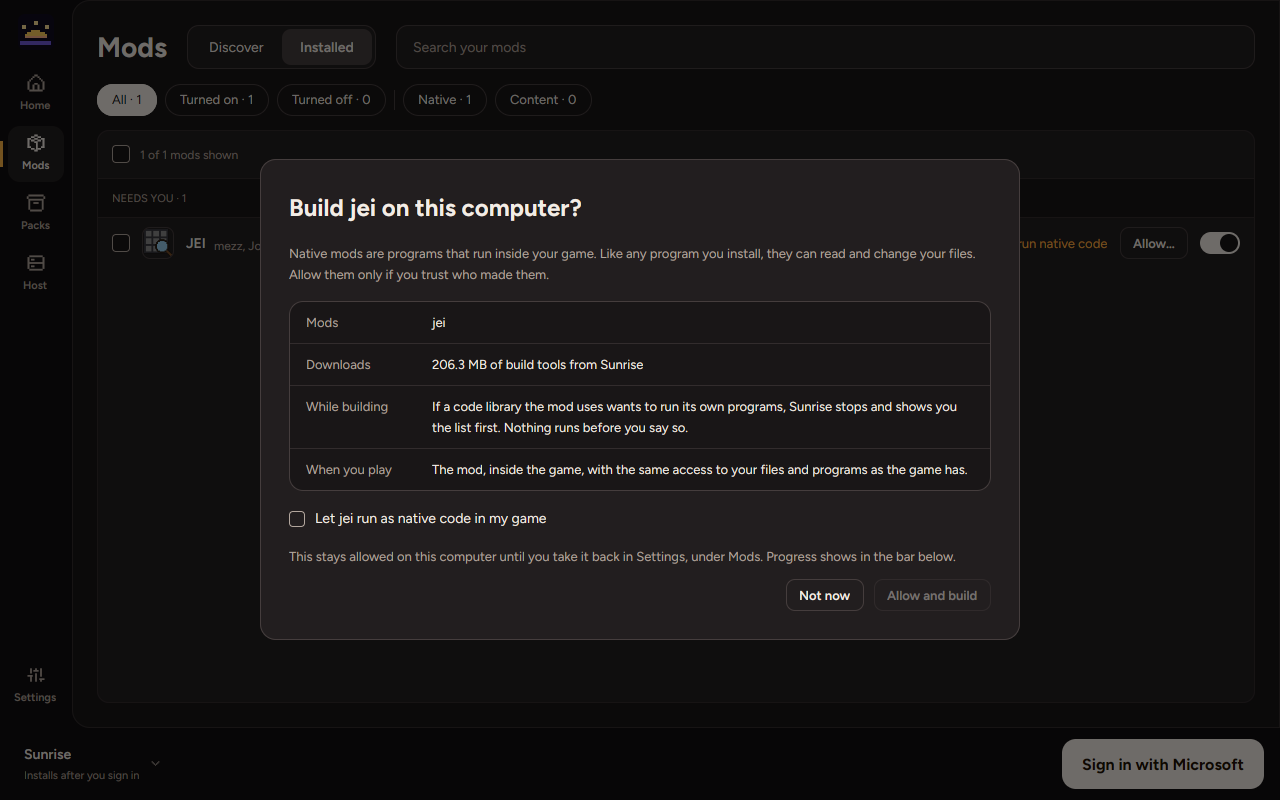 Mods
Discover
Installed
Search your mods
Home
All · 1
Turned on · 1
Turned off · 0
Native · 1
Content · 0
Mods
1 of 1 mods shown
NEEDS YOU · 1
Packs
JEI
mezz,
run native code
Allow...
Host
Build jei on this computer?
Native mods are programs that run inside your game. Like any program you install, they can read and change your files.
Allow them only if you trust who made them.
Mods
jei
Downloads
206.3 MB of build tools from Sunrise
While building
If a code library the mod uses wants to run its own programs, Sunrise stops and shows you
the list first. Nothing runs before you say so.
When you play
The mod, inside the game, with the same access to your files and programs as the game has.
Let jei run as native code in my game
This stays allowed on this computer until you take it back in Settings, under Mods. Progress shows in the bar below.
Not now
Allow and build
Settings
Sunrise
Installs after you sign in
Sign in with Microsoft